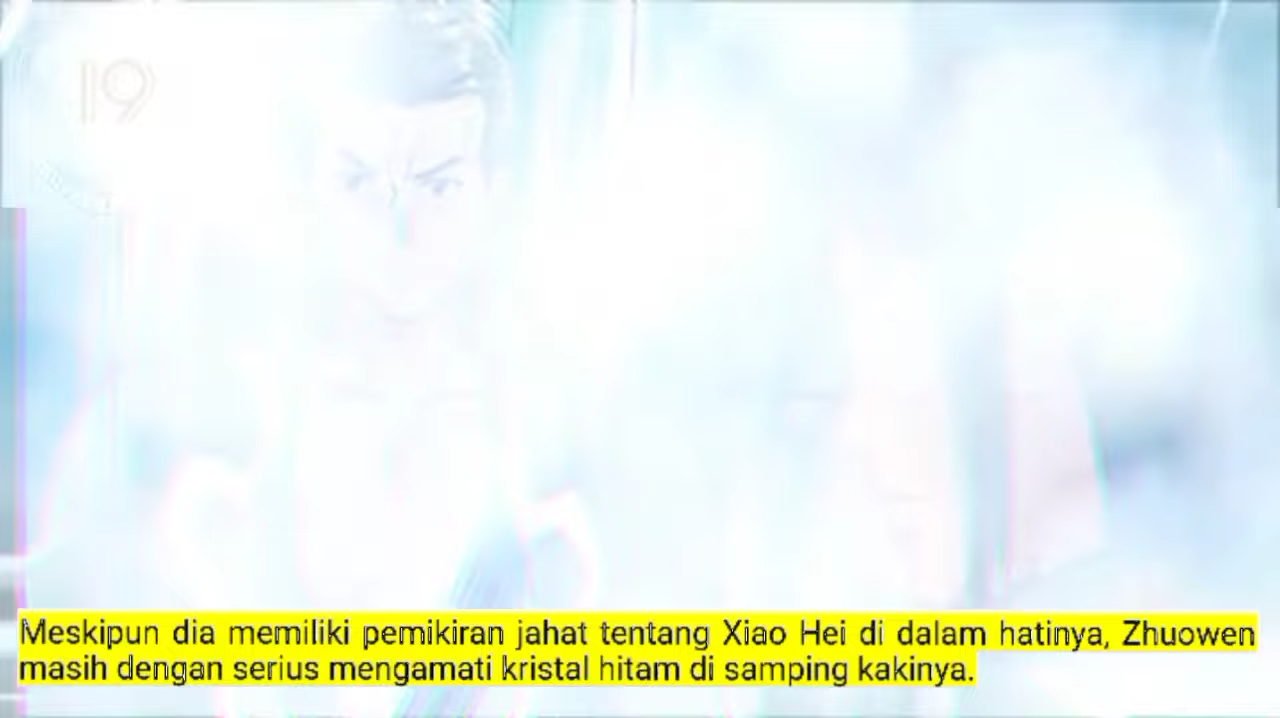 19
Meskipun dia memiliki pemikiran jahat tentang Xiao Hei di dalam hatinya, Zhuowen
masih dengan serius mengamati kristal hitam di samping kakinya.